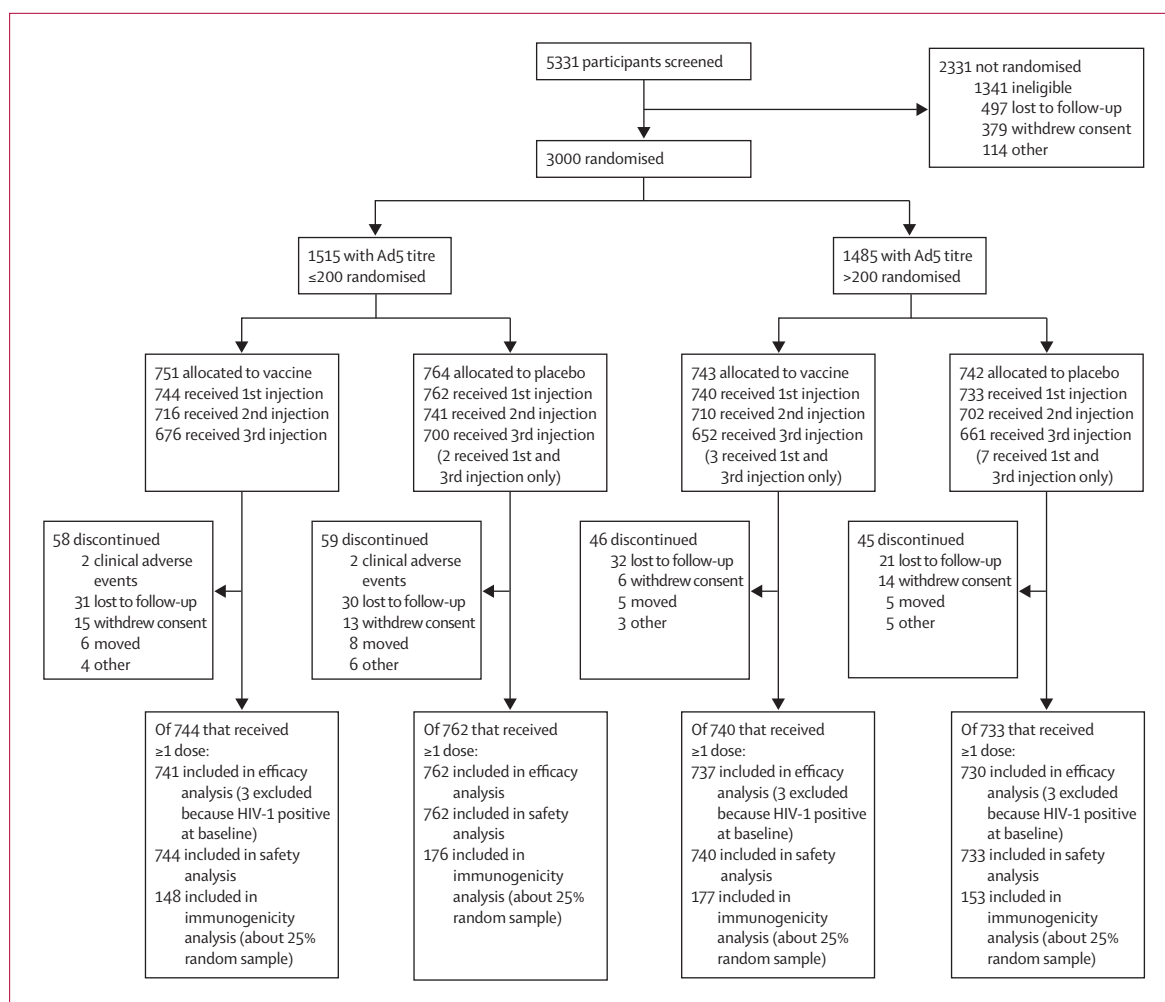 5331 participants screened
2331 not randomised
1341 ineligible
497 lost to follow-up
379 withdrew consent
114 other
3000 randomised
1515 with Ad5 titre
≤200 randomised
1485 with Ad5 titre
>200 randomised
751 allocated to vaccine
744 received 1st injection
716 received 2nd injection
676 received 3rd injection
764 allocated to placebo
762 received 1st injection
741 received 2nd injection
700 received 3rd injection
(2 received 1st and
3rd injection only)
743 allocated to vaccine
740 received 1st injection
710 received 2nd injection
652 received 3rd injection
(3 received 1st and
3rd injection only)
742 allocated to placebo
733 received 1st injection
702 received 2nd injection
661 received 3rd injection
(7 received 1st and
3rd injection only)
58 discontinued
2 clinical adverse
events
31 lost to follow-up
15 withdrew consent
6 moved
4 other
59 discontinued
2 clinical adverse
events
30 lost to follow-up
13 withdrew consent
8 moved
6 other
46 discontinued
32 lost to follow-up
6 withdrew consent
5 moved
3 other
45 discontinued
21 lost to follow-up
14 withdrew consent
5 moved
5 other
Of 744 that received
≥1 dose:
741 included in efficacy
analysis (3 excluded
because HIV-1 positive
at baseline)
744 included in safety
analysis
148 included in
immunogenicity
analysis (about 25%
random sample)
Of 762 that received
≥1 dose:
762 included in efficacy
analysis
762 included in safety
analysis
176 included in
immunogenicity
analysis (about 25%
random sample)
Of 740 that received
≥1 dose:
737 included in efficacy
analysis (3 excluded
because HIV-1 positive
at baseline)
740 included in safety
analysis
177 included in
immunogenicity
analysis (about 25%
random sample)
Of 733 that received
≥1 dose:
730 included in efficacy
analysis (3 excluded
because HIV-1 positive
at baseline)
733 included in safety
analysis
153 included in
immunogenicity
analysis (about 25%
random sample)